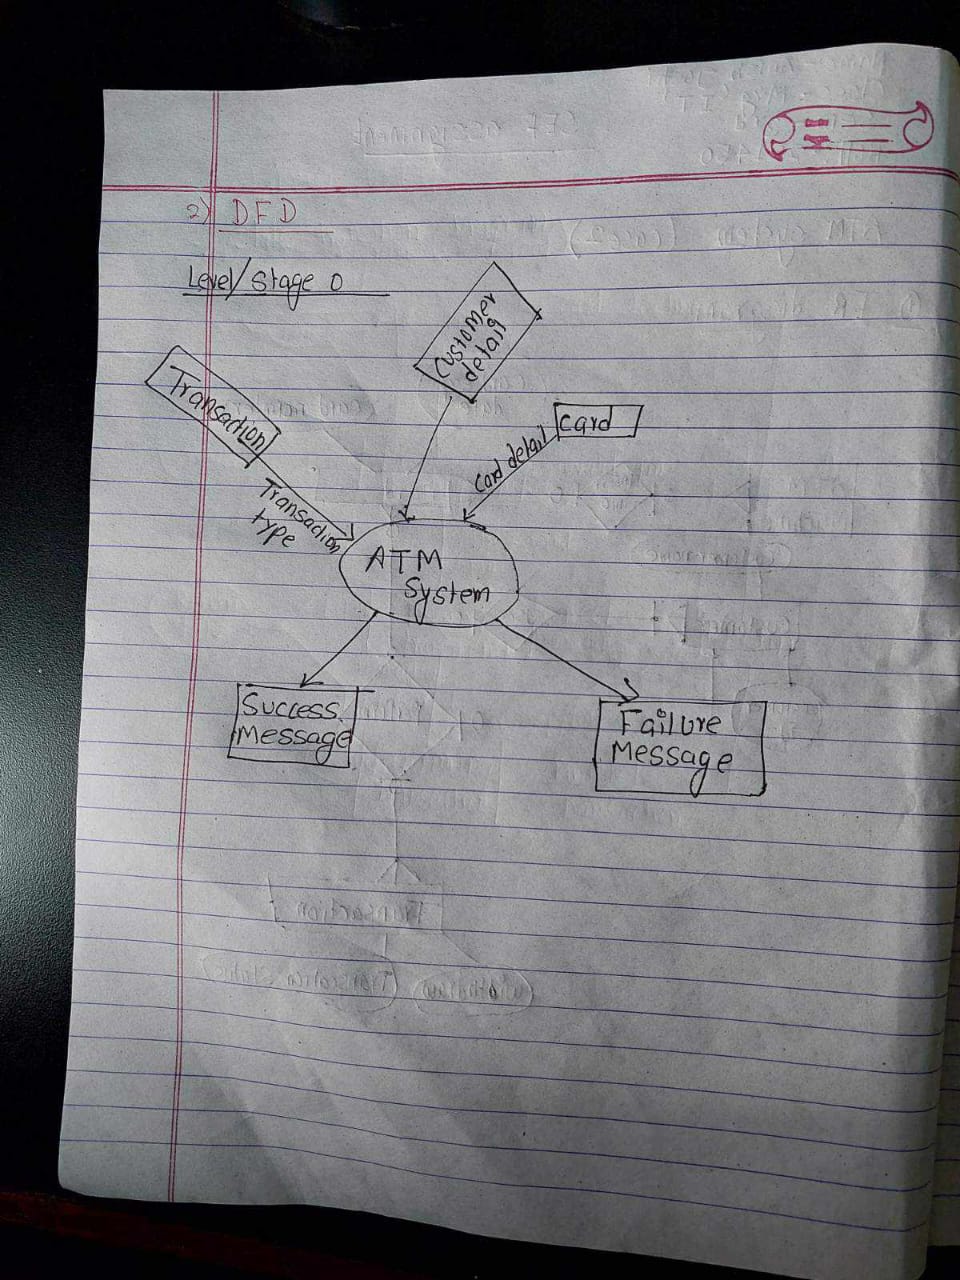 2) DFD
Level/Stage 0
Customer
detail
Transaction
card
card detail
Transaction
type
ATM
System
Success
Message
Failure
Message